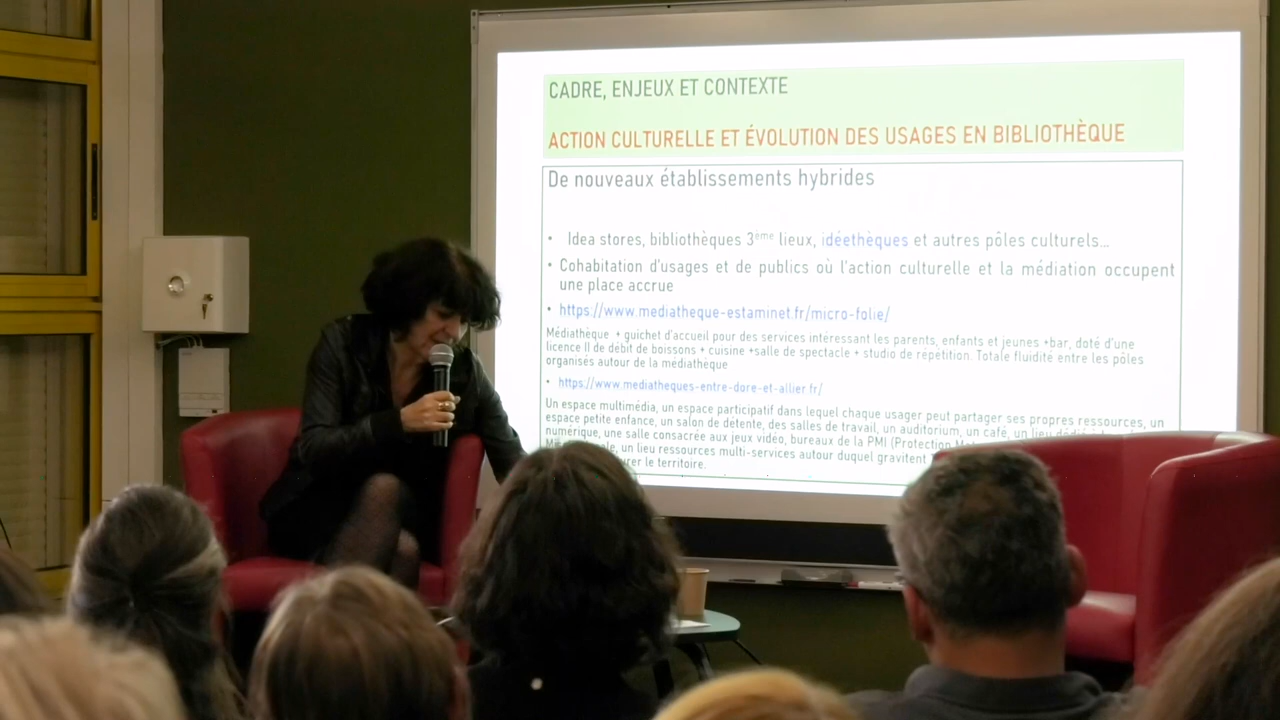 CADRE, ENJEUX ET CONTEXTE
ACTION CULTURELLE ET ÉVOLUTION DES USAGES EN BIBLIOTHÈQUE
De nouveaux établissements hybrides
• Idea stores, bibliothèques 3ème lieux, idéethèques et autres pôles culturels...
• Cohabitation d'usages et de publics où l'action culturelle et la médiation occupent
une place accrue
• https://www.mediatheque-estaminet.fr/micro-folie/
Médiathèque + guichet d'accueil pour des services intéressant les parents, enfants et jeunes +bar, doté d'une
licence II de débit de boissons + cuisine +salle de spectacle + studio de répétition. Totale fluidité entre les pôles
organisés autour de la médiathèque
• https://www.mediatheques-entre-dore-et-allier.fr/
Un espace multimédia, un espace participatif dans lequel chaque usager peut partager ses propres ressources, un
espace petite enfance, un salon de détente, des salles de travail, un auditorium, un café, un lieu dédié
numérique, une salle consacrée aux jeux vidéo, bureaux de la PMI (Protection
un lieu ressources multi-services autour duquel gravitent
le territoire.